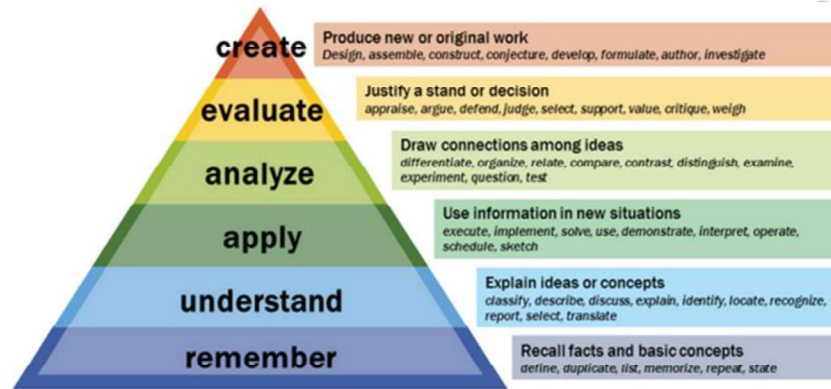 create
Produce new or original work
Design, assemble, construct, conjecture, develop, formulate, author, investigate
evaluate
Justify a stand or decision
appraise, argue, defend, judge, select, support, value, critique, weigh
analyze
Draw connections among ideas
differentiate, organize, relate, compare, contrast, distinguish, examine,
experiment, question, test
apply
Use information in new situations
execute, implement, solve, use, demonstrate, interpret, operate,
schedule, sketch
understand
Explain ideas or concepts
classify, describe, discuss, explain, identify, locate, recognize,
report, select, translate
remember
Recall facts and basic concepts
define, duplicate, list, memorize, repeat, state